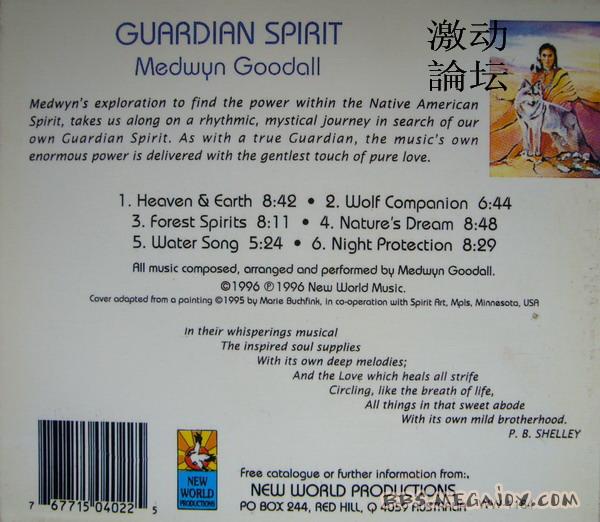 GUARDIAN SPIRIT
Medwyn Goodall
激动
論坛
Medwyn's exploration to find the power within the Native American
Spirit, takes us along on a rhythmic, mystical journey in search of our
own Guardian Spirit. As with a true Guardian, the music's own
enormous power is delivered with the gentlest touch of pure love.
1. Heaven & Earth 8:42 • 2. Wolf Companion 6:44
3. Forest Spirits 8:11 • 4. Nature's Dream 8:48
5. Water Song 5:24 • 6. Night Protection 8:29
All music composed, arranged and performed by Medwyn Goodall.
©1996 ℗ 1996 New World Music.
Cover adapted from a painting ©1995 by Marie Buchfink, in co-operation with Spirit Art, Mpls, Minnesota, USA
In their whisperings musical
The inspired soul supplies
With its own deep melodies;
And the Love which heals all strife
Circling, like the breath of life,
All things in that sweet abode
With its own mild brotherhood.
P. B. SHELLEY
7 67715 04022 5
NEW
WORLD
PRODUCTIONS
Free catalogue or further information from:.
NEW WORLD PRODUCTIONS
PO BOX 244, RED HILL, Q 4059 AUSTRALIA
BBS.MEGAJOY.COM